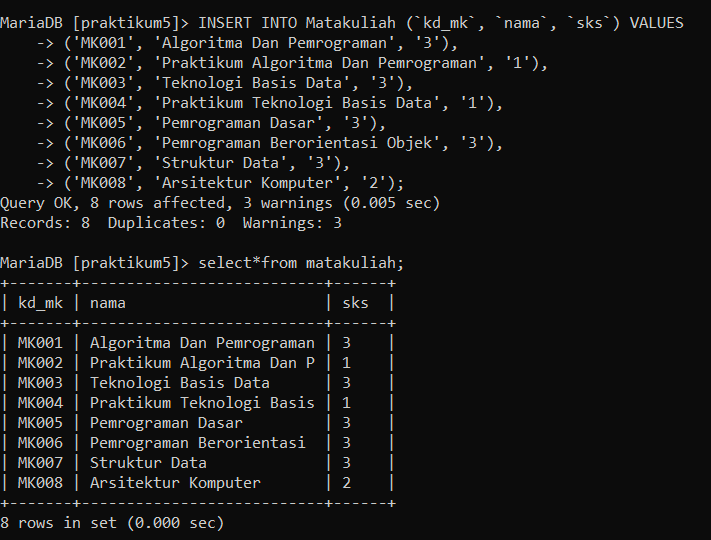 MariaDB [praktikum5]> INSERT INTO Matakuliah (`kd_mk`, `nama`, `sks`) VALUES
    -> ('MK001', 'Algoritma Dan Pemrograman', '3'),
    -> ('MK002', 'Praktikum Algoritma Dan Pemrograman', '1'),
    -> ('MK003', 'Teknologi Basis Data', '3'),
    -> ('MK004', 'Praktikum Teknologi Basis Data', '1'),
    -> ('MK005', 'Pemrograman Dasar', '3'),
    -> ('MK006', 'Pemrograman Berorientasi Objek', '3'),
    -> ('MK007', 'Struktur Data', '3'),
    -> ('MK008', 'Arsitektur Komputer', '2');
Query OK, 8 rows affected, 3 warnings (0.005 sec)
Records: 8  Duplicates: 0  Warnings: 3

MariaDB [praktikum5]> select*from matakuliah;
+-------+---------------------------+------+
| kd_mk | nama                      | sks  |
+-------+---------------------------+------+
| MK001 | Algoritma Dan Pemrograman | 3    |
| MK002 | Praktikum Algoritma Dan P | 1    |
| MK003 | Teknologi Basis Data      | 3    |
| MK004 | Praktikum Teknologi Basis | 1    |
| MK005 | Pemrograman Dasar         | 3    |
| MK006 | Pemrograman Berorientasi  | 3    |
| MK007 | Struktur Data             | 3    |
| MK008 | Arsitektur Komputer       | 2    |
+-------+---------------------------+------+
8 rows in set (0.000 sec)